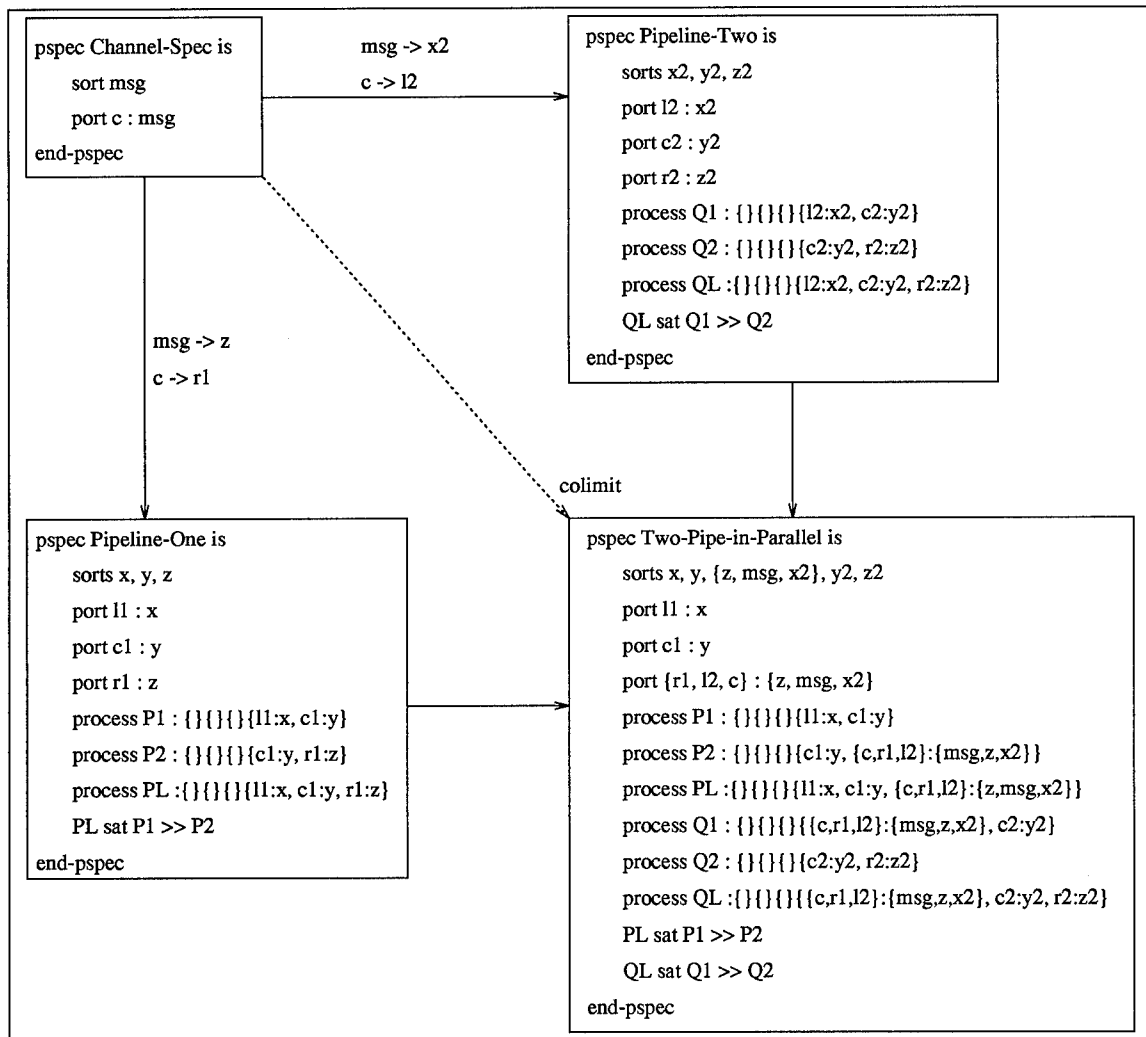 pspec Channel-Spec is
sort msg
port c : msg
end-pspec
msg -> x2
c -> l2
pspec Pipeline-Two is
sorts x2, y2, z2
port l2 : x2
port c2 : y2
port r2 : z2
process Q1 : {}{}{}{l2:x2, c2:y2}
process Q2 : {}{}{}{c2:y2, r2:z2}
process QL :{}{}{}{l2:x2, c2:y2, r2:z2}
QL sat Q1 >> Q2
end-pspec
msg -> z
c -> r1
colimit
pspec Pipeline-One is
sorts x, y, z
port l1 : x
port c1 : y
port r1 : z
process P1 : {}{}{}{l1:x, c1:y}
process P2 : {}{}{}{c1:y, r1:z}
process PL :{}{}{}{l1:x, c1:y, r1:z}
PL sat P1 >> P2
end-pspec
pspec Two-Pipe-in-Parallel is
sorts x, y, {z, msg, x2}, y2, z2
port l1 : x
port c1 : y
port {r1, l2, c} : {z, msg, x2}
process P1 : {}{}{}{l1:x, c1:y}
process P2 : {}{}{}{c1:y, {c,r1,l2}:{msg,z,x2}}
process PL :{}{}{}{l1:x, c1:y, {c,r1,l2}:{z,msg,x2}}
process Q1 : {}{}{}{{c,r1,l2}:{msg,z,x2}, c2:y2}
process Q2 : {}{}{}{c2:y2, r2:z2}
process QL :{}{}{}{{c,r1,l2}:{msg,z,x2}, c2:y2, r2:z2}
PL sat P1 >> P2
QL sat Q1 >> Q2
end-pspec